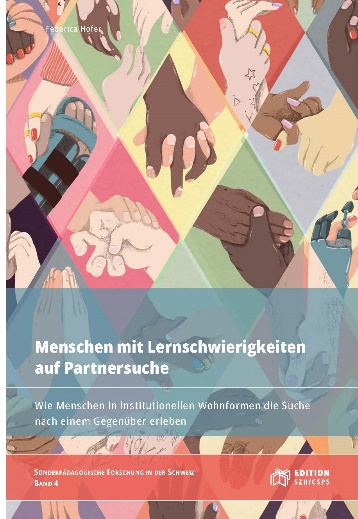 Federica Hofer
Menschen mit Lernschwierigkeiten
auf Partnersuche
Wie Menschen in institutionellen Wohnformen die Suche
nach einem Gegenüber erleben
SONDERPÄDAGOGISCHE FORSCHUNG IN DER SCHWEIZ
BAND 4
EDITION
SZH/CSPS